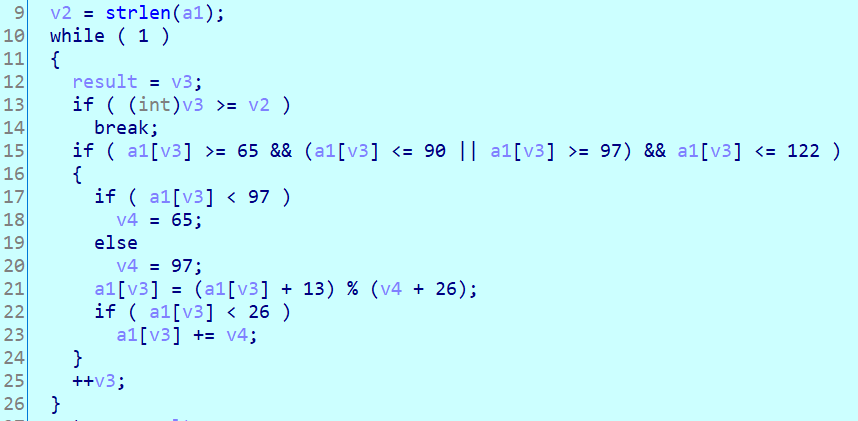 9 v2 = strlen(a1);
10 while ( 1 )
11 {
12 result = v3;
13 if ( (int)v3 >= v2 )
14 break;
15 if ( a1[v3] >= 65 && (a1[v3] <= 90 || a1[v3] >= 97) && a1[v3] <= 122 )
16 {
17 if ( a1[v3] < 97 )
18 v4 = 65;
19 else
20 v4 = 97;
21 a1[v3] = (a1[v3] + 13) % (v4 + 26);
22 if ( a1[v3] < 26 )
23 a1[v3] += v4;
24 }
25 ++v3;
26 }